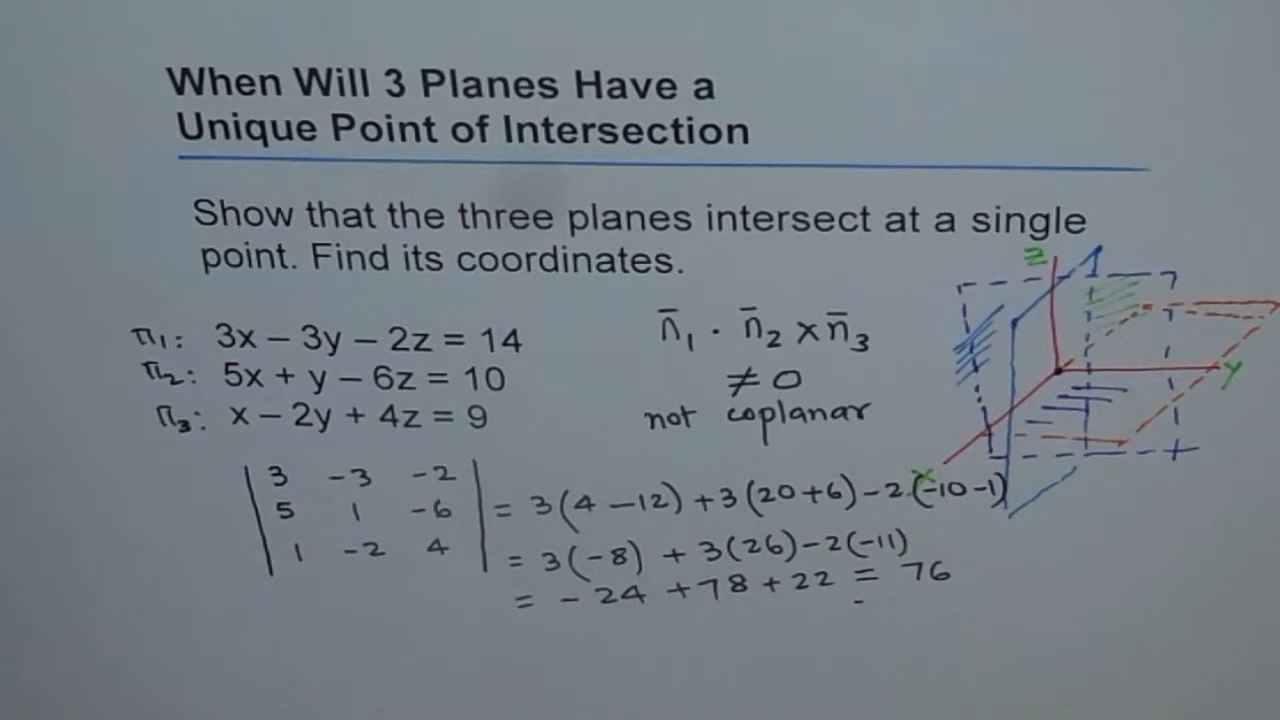 When Will 3 Planes Have a
Unique Point of Intersection
Show that the three planes intersect at a single
point. Find its coordinates.
π₁: 3x – 3y – 2z = 14
π₂: 5x + y – 6z = 10
π₃: x – 2y + 4z = 9
n̄₁ · n̄₂ × n̄₃
≠ 0
not coplanar
z
y
x
| 3 -3 -2 | = 3(4 - 12) + 3(20 + 6) - 2(-10 - 1)
| 5 1 -6 |
| 1 -2 4 |
= 3(-8) + 3(26) - 2(-11)
= - 24 + 78 + 22 = 76